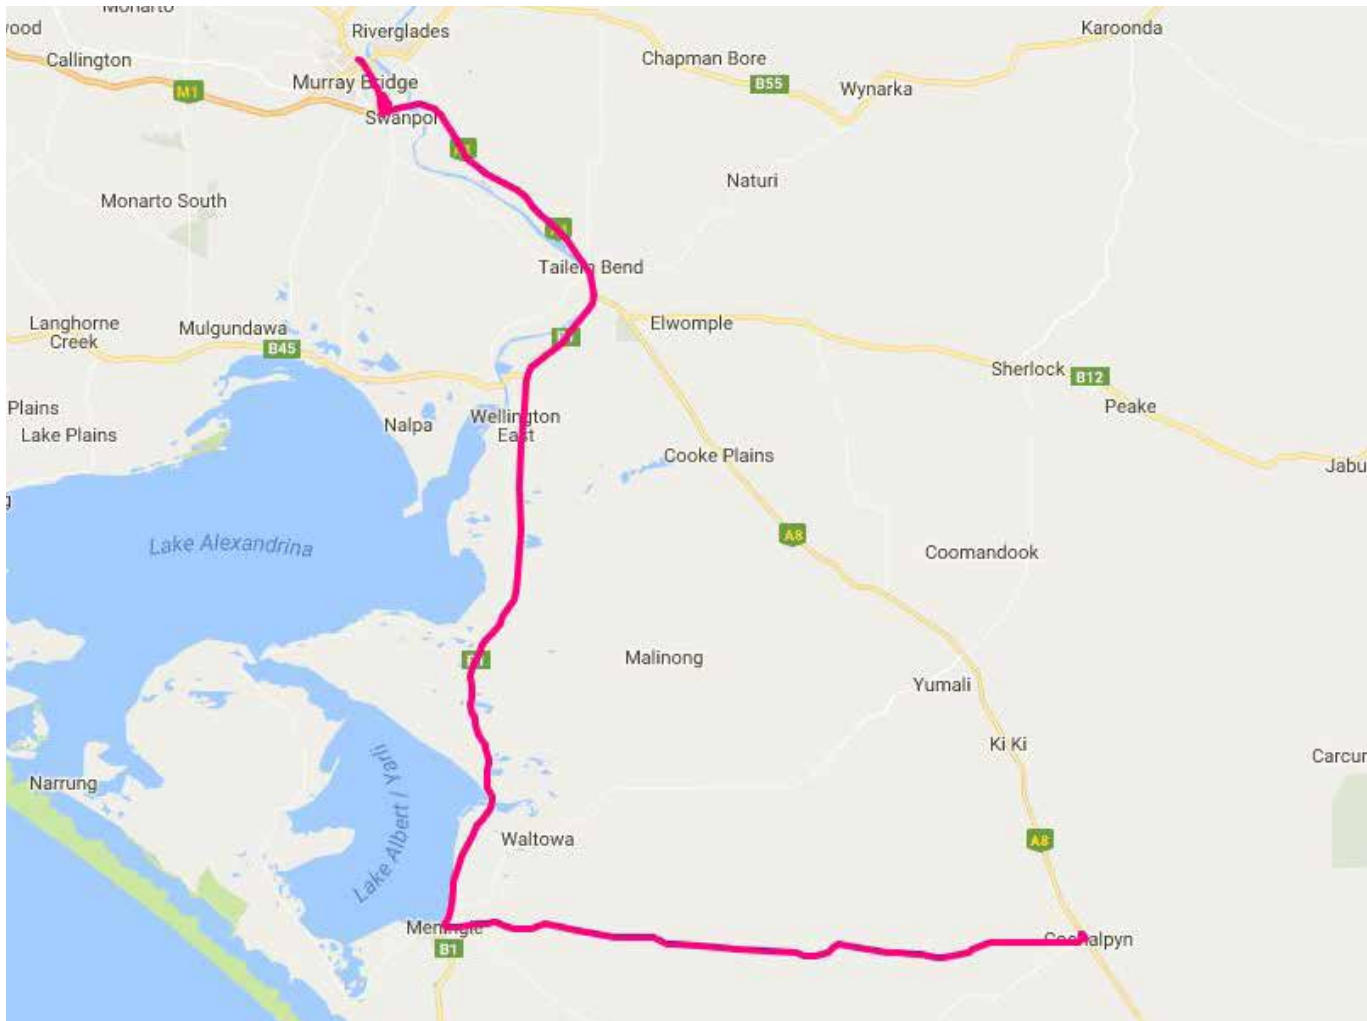 Riverglades
Karoonda
Callington
Chapman Bore
B55
Wynarka
Murray Bridge
M1
Naturi
Monarto South
Tailem Bend
Langhorne
Creek
Mulgundawa
B45
Elwomple
Sherlock
B12
Peake
Plains
Lake Plains
Nalpa
Wellington
East
Cooke Plains
Jabu
A8
Lake Alexandrina
Coomandook
Malinong
Yumali
Ki Ki
Carcur
Narrung
Lake Albert / Yarli
Waltowa
A8
B1